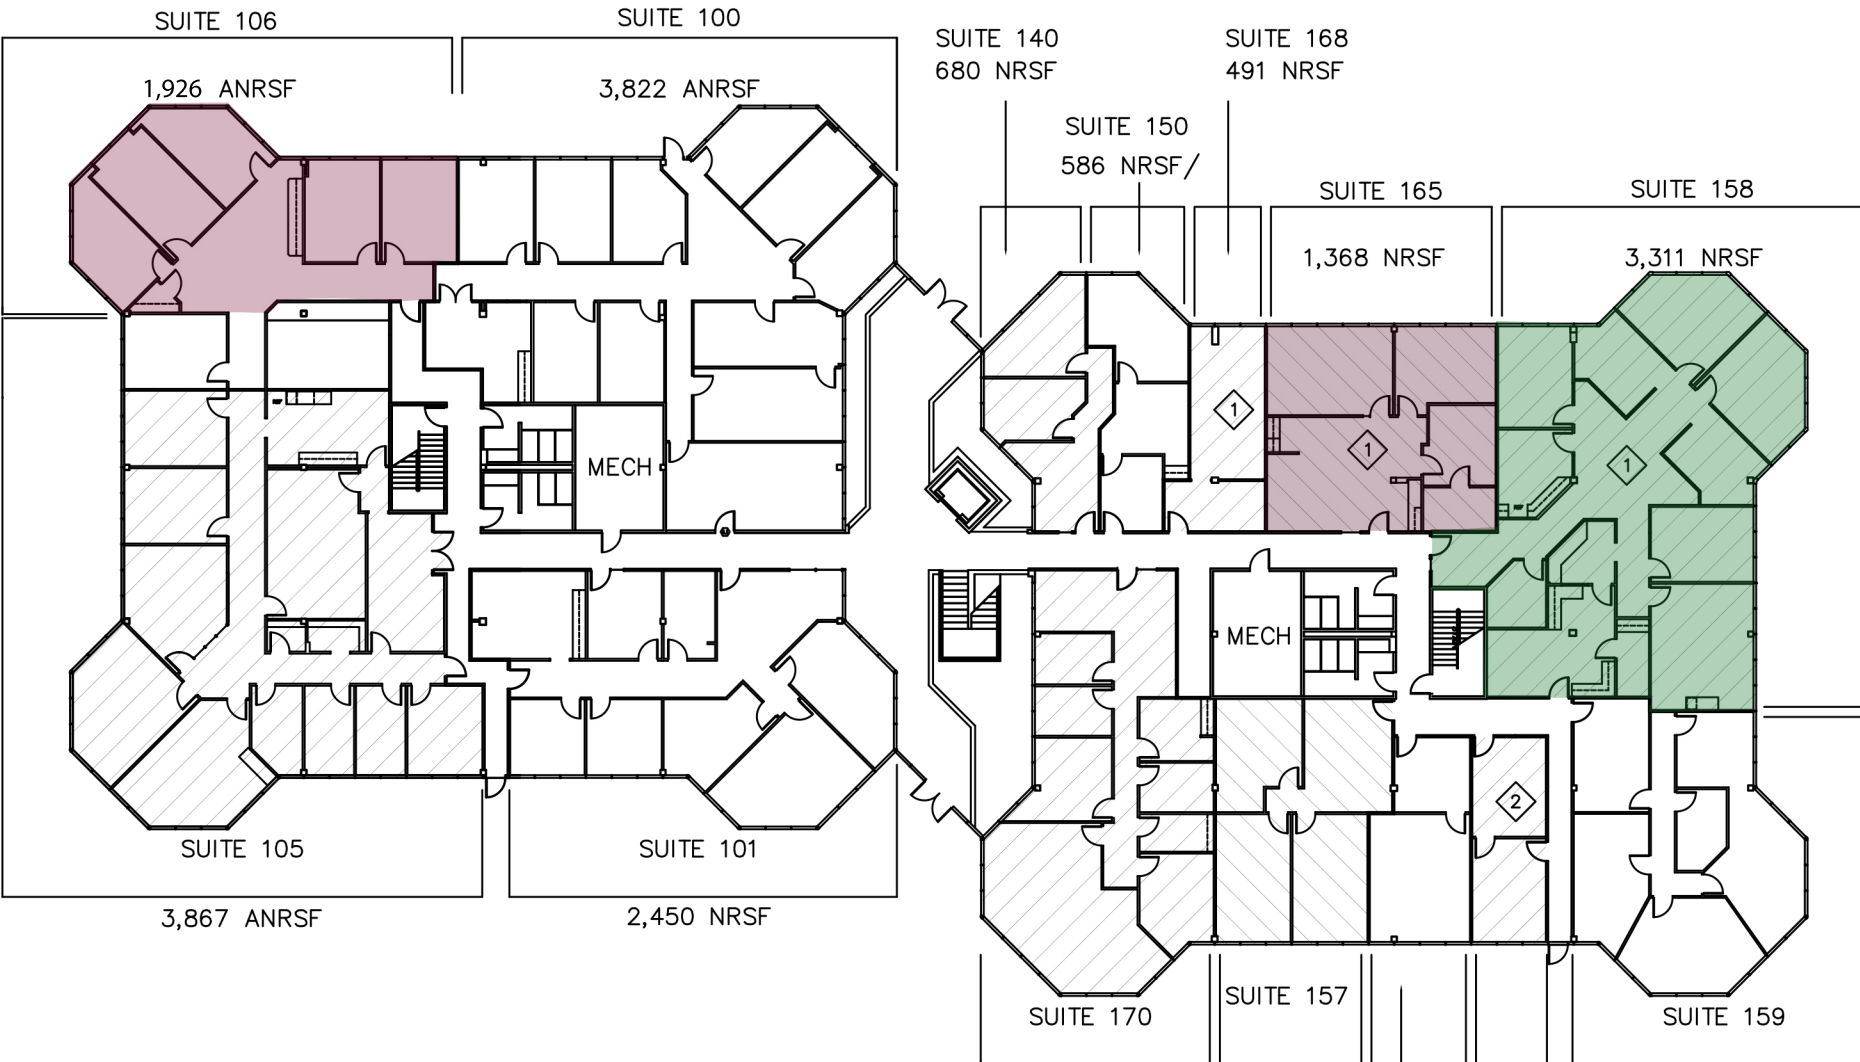 SUITE 106
SUITE 100
1,926 ANRSF
3,822 ANRSF
SUITE 140
680 NRSF
SUITE 168
491 NRSF
SUITE 150
586 NRSF/
SUITE 165
1,368 NRSF
SUITE 158
3,311 NRSF
1
1
1
MECH
MECH
2
SUITE 105
3,867 ANRSF
SUITE 101
2,450 NRSF
SUITE 170
SUITE 157
SUITE 159